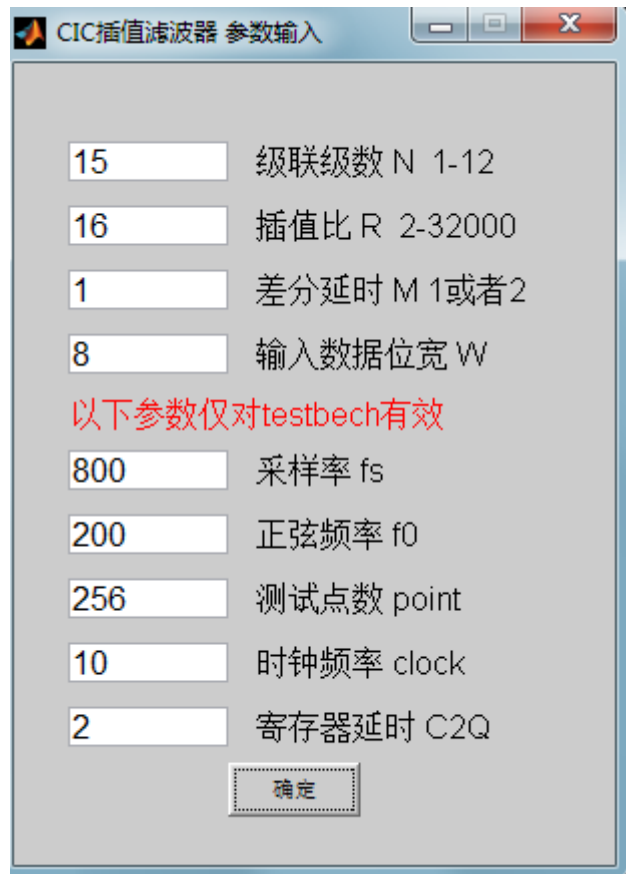 CIC插值滤波器 参数输入
15 级联级数 N 1-12
16 插值比 R 2-32000
1 差分延时 M 1或者2
8 输入数据位宽 W
以下参数仅对testbech有效
800 采样率 fs
200 正弦频率 f0
256 测试点数 point
10 时钟频率 clock
2 寄存器延时 C2Q
确定